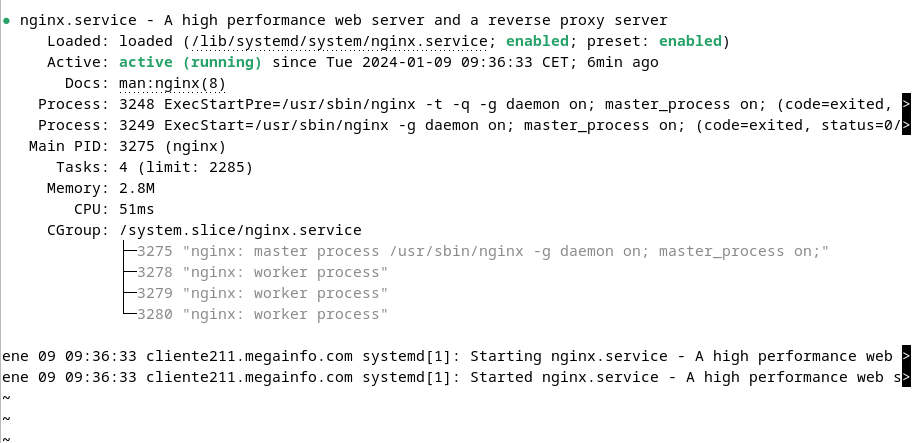 ● nginx.service - A high performance web server and a reverse proxy server
     Loaded: loaded (/lib/systemd/system/nginx.service; enabled; preset: enabled)
     Active: active (running) since Tue 2024-01-09 09:36:33 CET; 6min ago
       Docs: man:nginx(8)
    Process: 3248 ExecStartPre=/usr/sbin/nginx -t -q -g daemon on; master_process on; (code=exited, >
    Process: 3249 ExecStart=/usr/sbin/nginx -g daemon on; master_process on; (code=exited, status=0/>
   Main PID: 3275 (nginx)
      Tasks: 4 (limit: 2285)
     Memory: 2.8M
        CPU: 51ms
     CGroup: /system.slice/nginx.service
             ├─3275 "nginx: master process /usr/sbin/nginx -g daemon on; master_process on;"
             ├─3278 "nginx: worker process"
             ├─3279 "nginx: worker process"
             └─3280 "nginx: worker process"

ene 09 09:36:33 cliente211.megainfo.com systemd[1]: Starting nginx.service - A high performance web >
ene 09 09:36:33 cliente211.megainfo.com systemd[1]: Started nginx.service - A high performance web s>
~
~
~